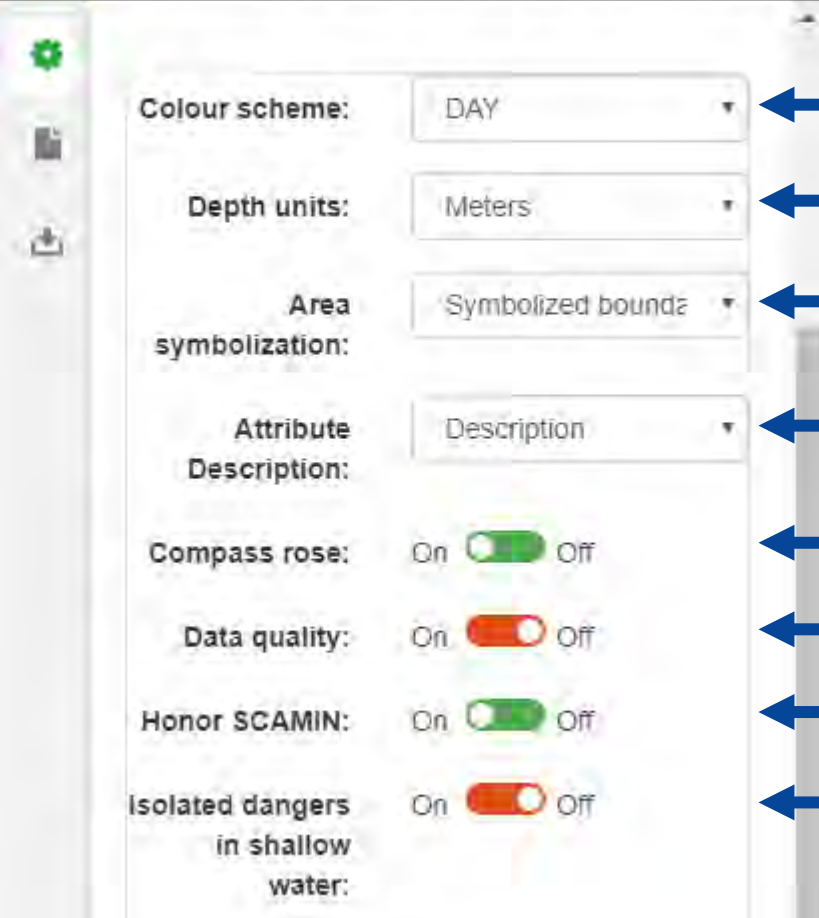 Colour scheme: DAY
Depth units: Meters
Area Symbolized bounda
symbolization:
Attribute Description
Description:
Compass rose: On Off
Data quality: On Off
Honor SCAMIN: On Off
Isolated dangers On Off
in shallow
water: